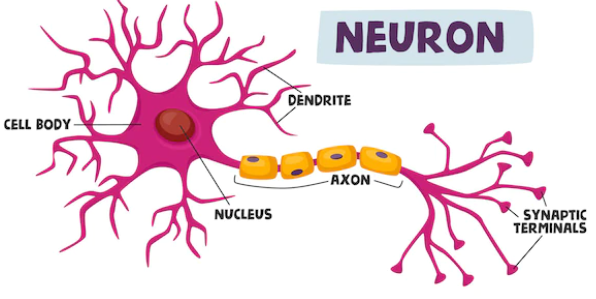 NEURON
DENDRITE
CELL BODY
AXON
NUCLEUS
SYNAPTIC
TERMINALS